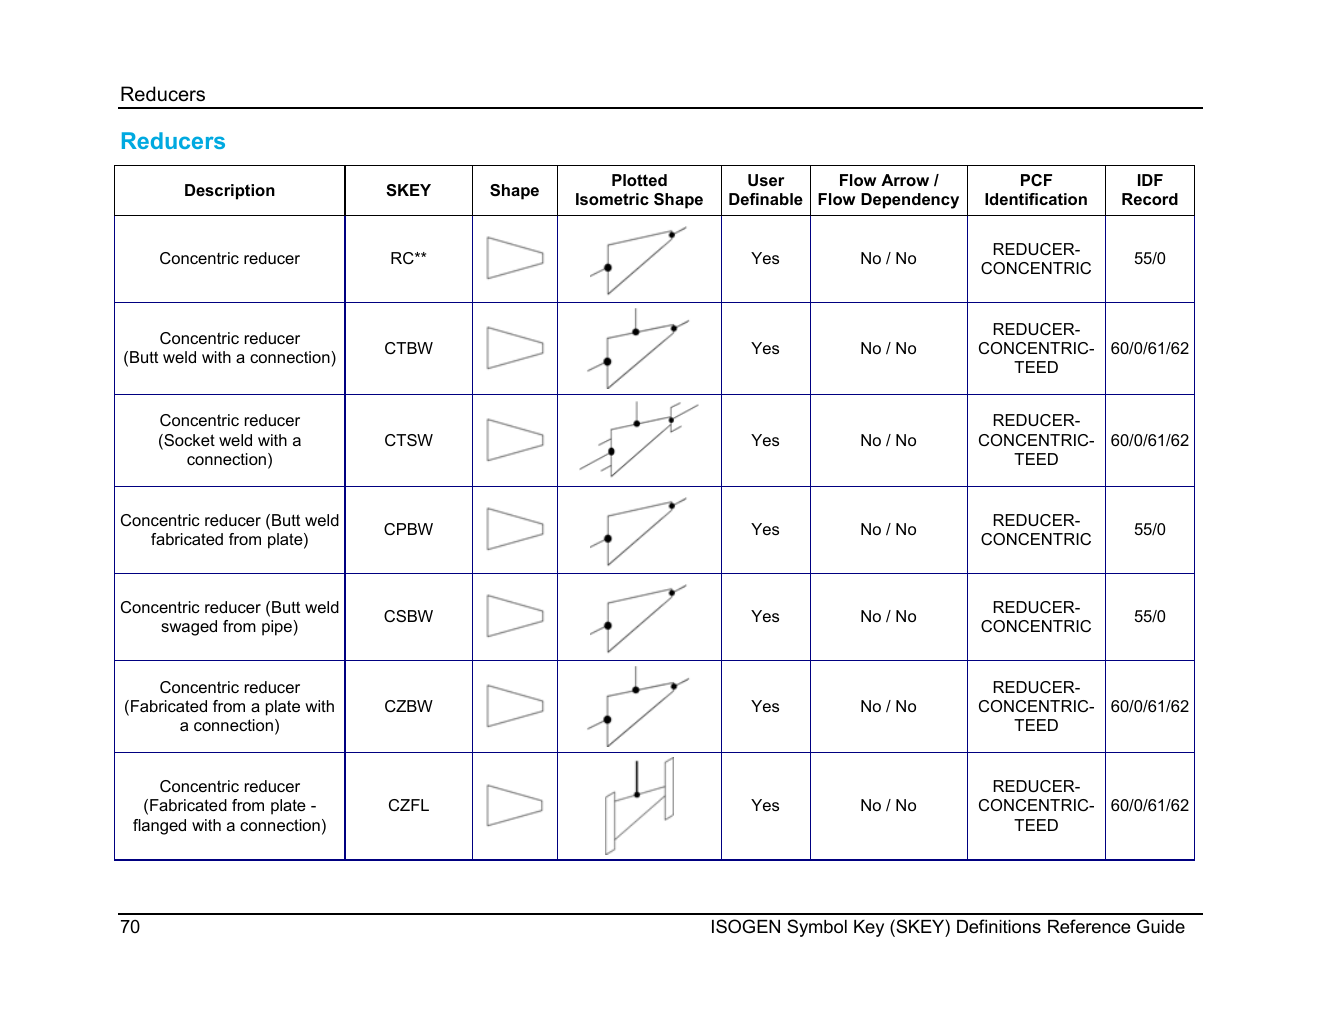 Reducers
Reducers
Description SKEY Shape Plotted Isometric Shape User Definable Flow Arrow / Flow Dependency PCF Identification IDF Record
Concentric reducer RC** Yes No / No REDUCER-CONCENTRIC 55/0
Concentric reducer
(Butt weld with a connection) CTBW Yes No / No REDUCER-CONCENTRIC-TEED 60/0/61/62
Concentric reducer
(Socket weld with a
connection) CTSW Yes No / No REDUCER-CONCENTRIC-TEED 60/0/61/62
Concentric reducer (Butt weld
fabricated from plate) CPBW Yes No / No REDUCER-CONCENTRIC 55/0
Concentric reducer (Butt weld
swaged from pipe) CSBW Yes No / No REDUCER-CONCENTRIC 55/0
Concentric reducer
(Fabricated from a plate with
a connection) CZBW Yes No / No REDUCER-CONCENTRIC-TEED 60/0/61/62
Concentric reducer
(Fabricated from plate -
flanged with a connection) CZFL Yes No / No REDUCER-CONCENTRIC-TEED 60/0/61/62
70 ISOGEN Symbol Key (SKEY) Definitions Reference Guide